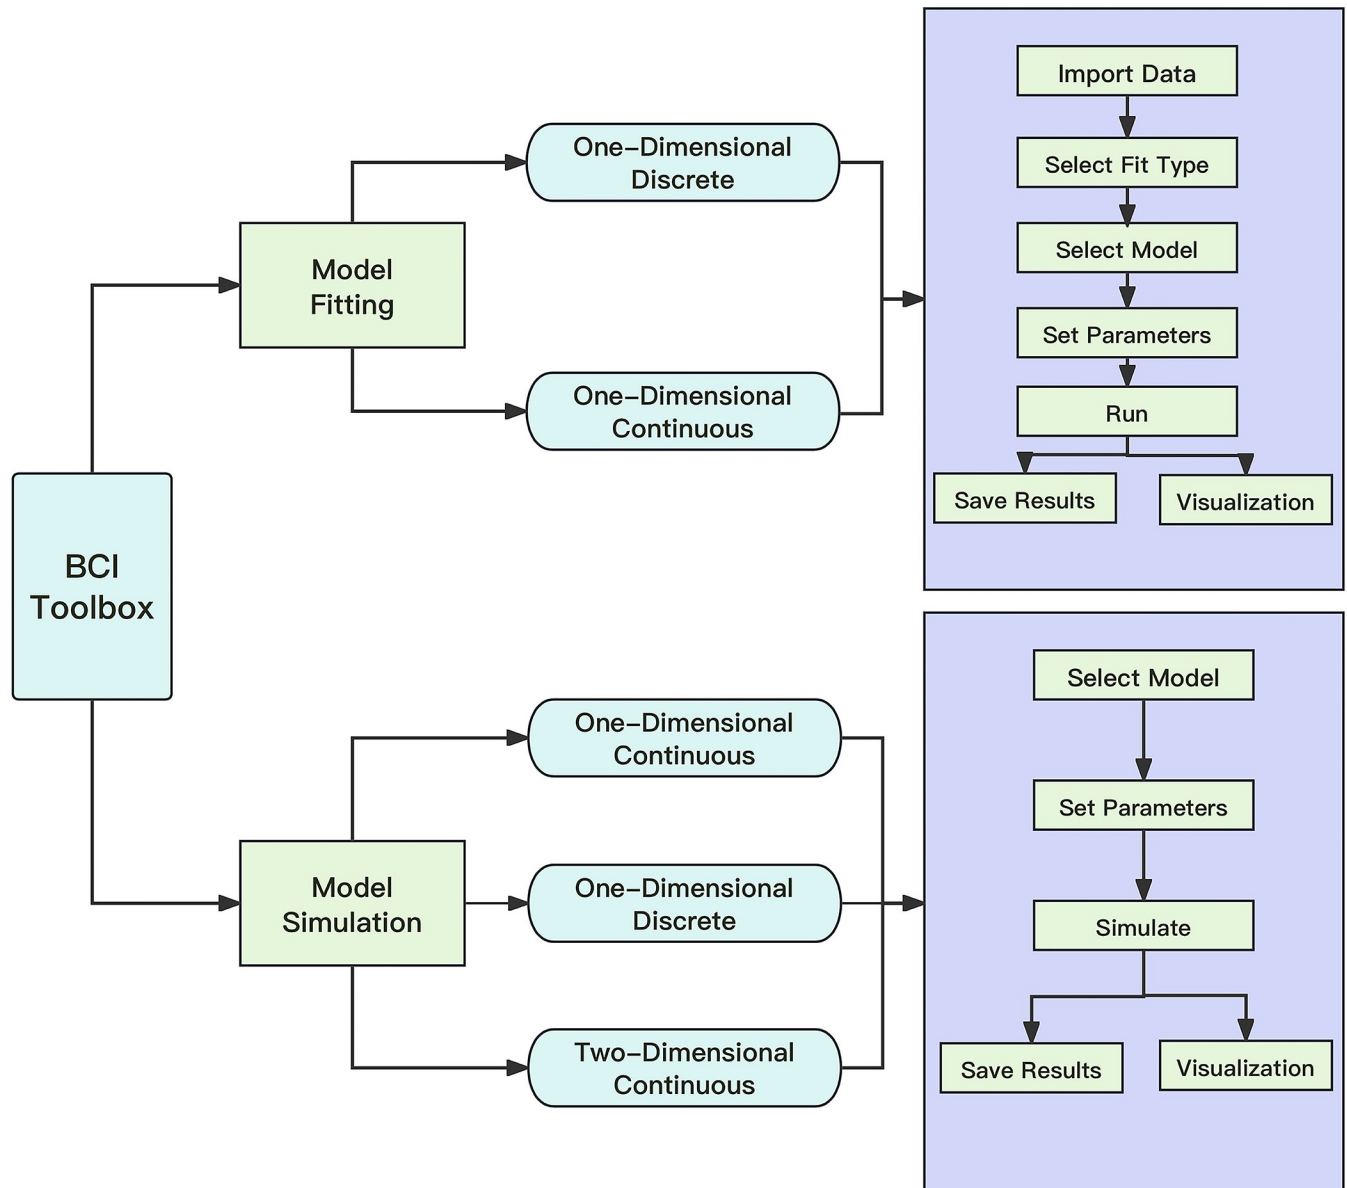 BCI
Toolbox
Model
Fitting
One–Dimensional
Discrete
One–Dimensional
Continuous
Import Data
Select Fit Type
Select Model
Set Parameters
Run
Save Results
Visualization
Model
Simulation
One–Dimensional
Continuous
One–Dimensional
Discrete
Two–Dimensional
Continuous
Select Model
Set Parameters
Simulate
Save Results
Visualization